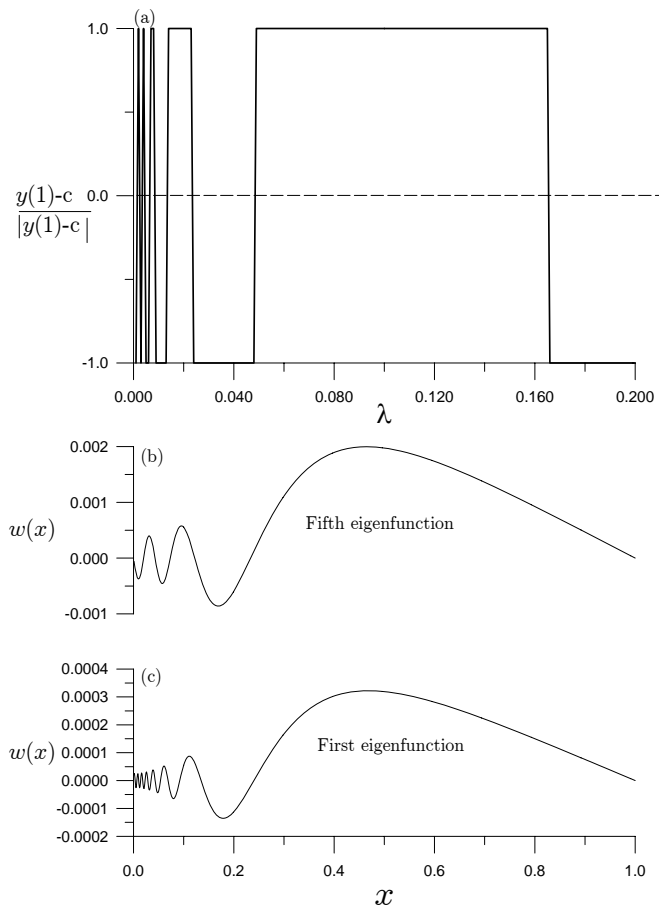 (a)
1.0
0.0
-1.0
y(1)-c
|y(1)-c|
0.000 0.040 0.080 0.120 0.160 0.200
λ
(b)
0.002
0.001
0.000
-0.001
w(x)
Fifth eigenfunction
(c)
0.0004
0.0003
0.0002
0.0001
0.0000
-0.0001
-0.0002
w(x)
First eigenfunction
0.0 0.2 0.4 0.6 0.8 1.0
x